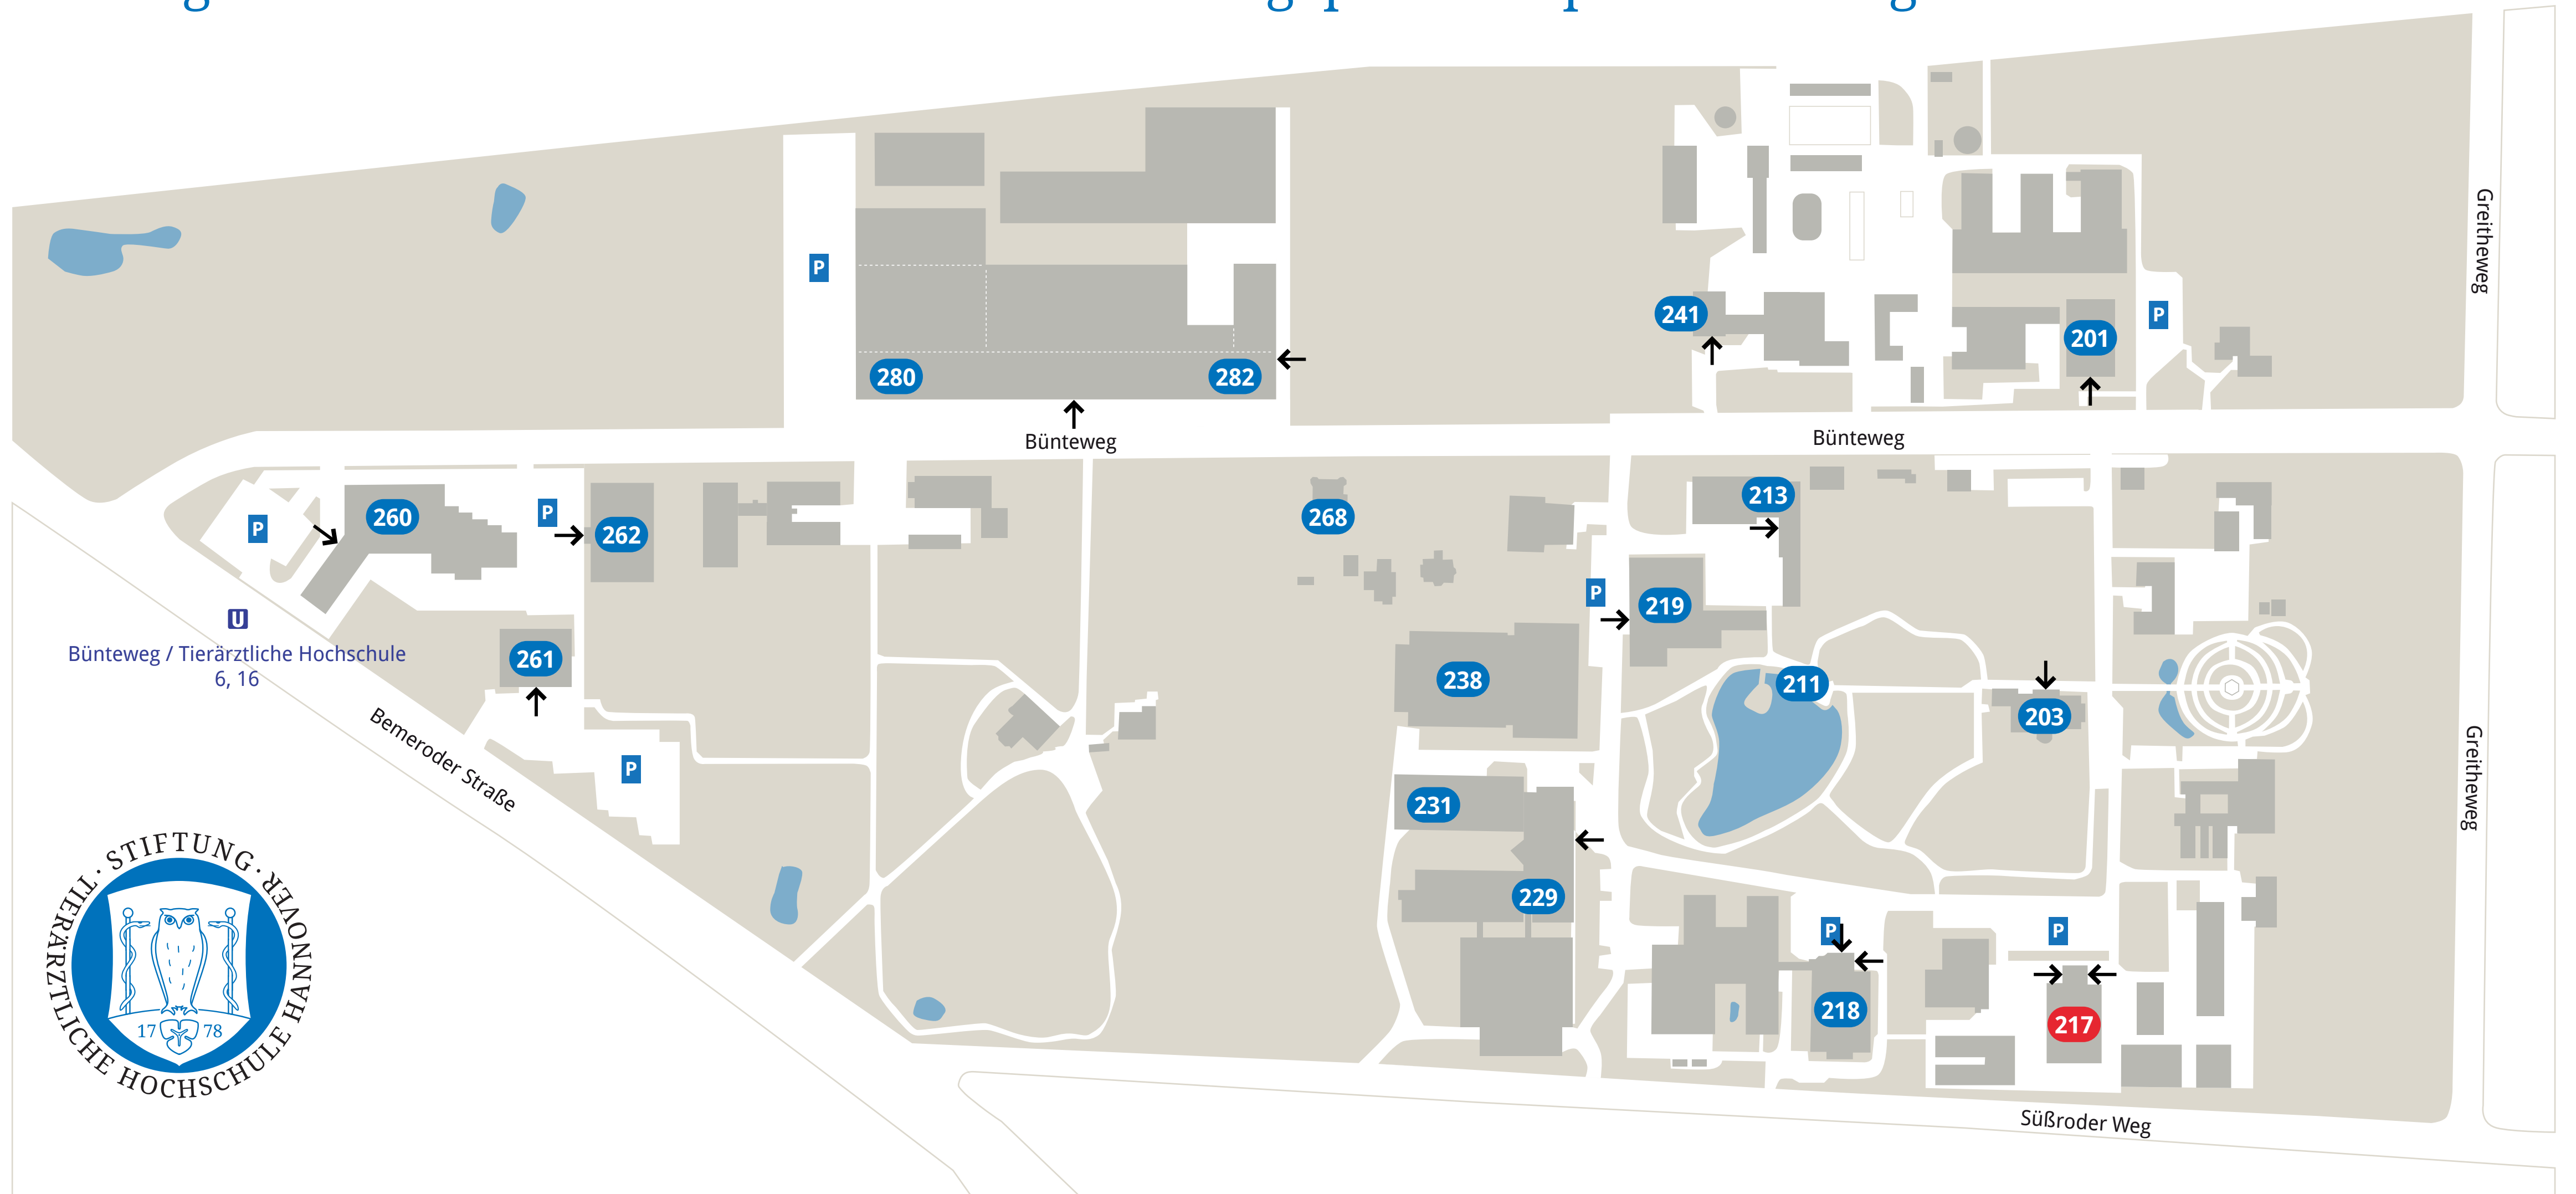 P
Greitheweg
P
241
P
201
280
282
Bünteweg
Bünteweg
213
P
260
P
262
268
P
219
U
Bünteweg / Tierärztliche Hochschule
6, 16
261
238
211
203
Bemeroder Straße
P
Greitheweg
231
229
P
P
218
217
Süßroder Weg
STIFTUNG · TIERÄRZTLICHE HOCHSCHULE HANNOVER ·
17 78